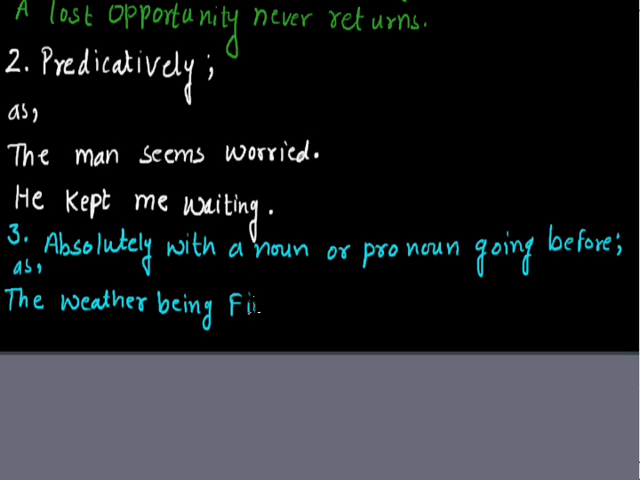 A lost opportunity never returns.
2. Predicatively;
as,
The man seems worried.
He kept me waiting.
3. Absolutely with a noun or pronoun going before;
as,
The weather being Fi